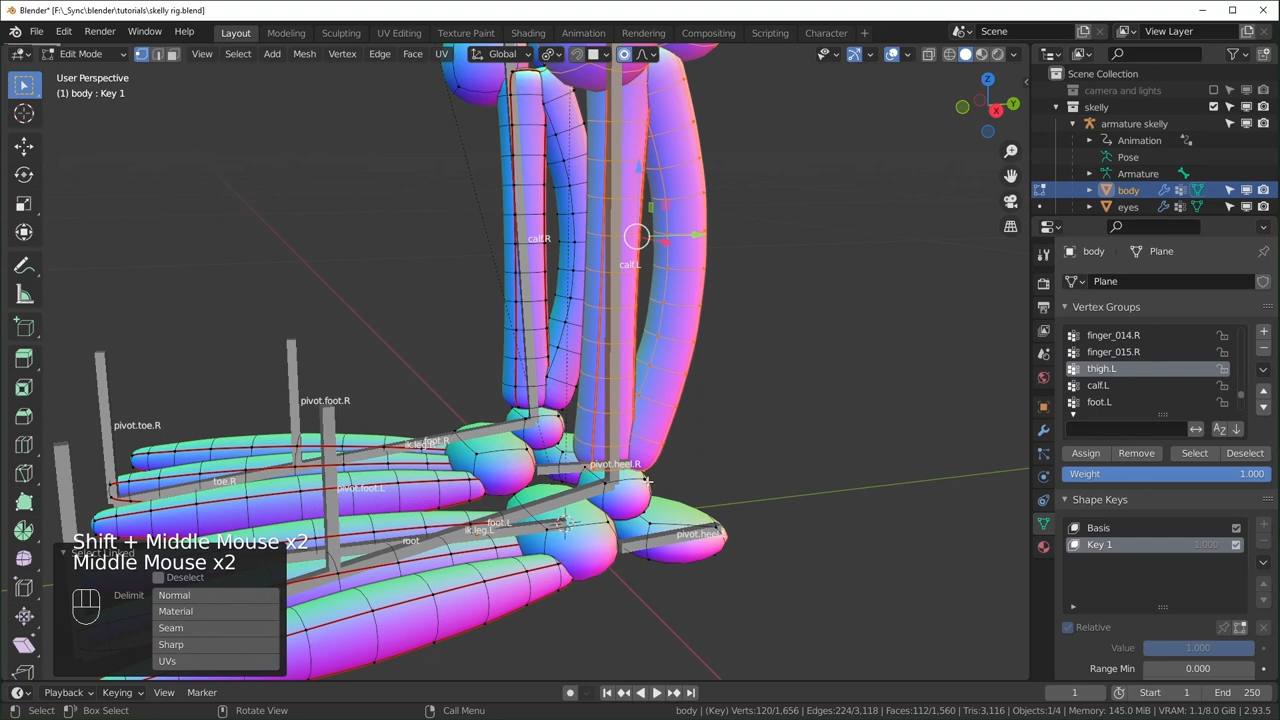 Blender* [F:\_Sync\blender\tutorials\skelly rig.blend]
File Edit Render Window Help Layout Modeling Sculpting UV Editing Texture Paint Shading Animation Rendering Compositing Scripting Character + Scene View Layer
Edit Mode View Select Add Mesh Vertex Edge Face UV Global
User Perspective
(1) body : Key 1
Z
Y
X
calf.R
calf.L
pivot.foot.R
pivot.toe.R
foot.R
ik.leg.R
pivot.heel.R
toe.R
pivot.foot.L
foot.L
ik.leg.L
root
pivot.heel
Shift + Middle Mouse x2
Middle Mouse x2
Select Linked
Deselect
Delimit Normal
Material
Seam
Sharp
UVs
Scene Collection
camera and lights
skelly
armature skelly
Animation
Pose
Armature
body
eyes
body Plane
Plane
Vertex Groups
finger_014.R
finger_015.R
thigh.L
calf.L
foot.L
Assign Remove Select Deselect
Weight 1.000
Shape Keys
Basis
Key 1 1.000
Relative
Value 1.000
Range Min 0.000
Playback Keying View Marker 1 Start 1 End 250
Select Box Select Rotate View Call Menu body | (Key) Verts:120/1,656 | Edges:224/3,118 | Faces:112/1,560 | Tris:3,116 | Objects:1/4 | Memory: 145.0 MiB | VRAM: 1.1/8.0 GiB | 2.93.5